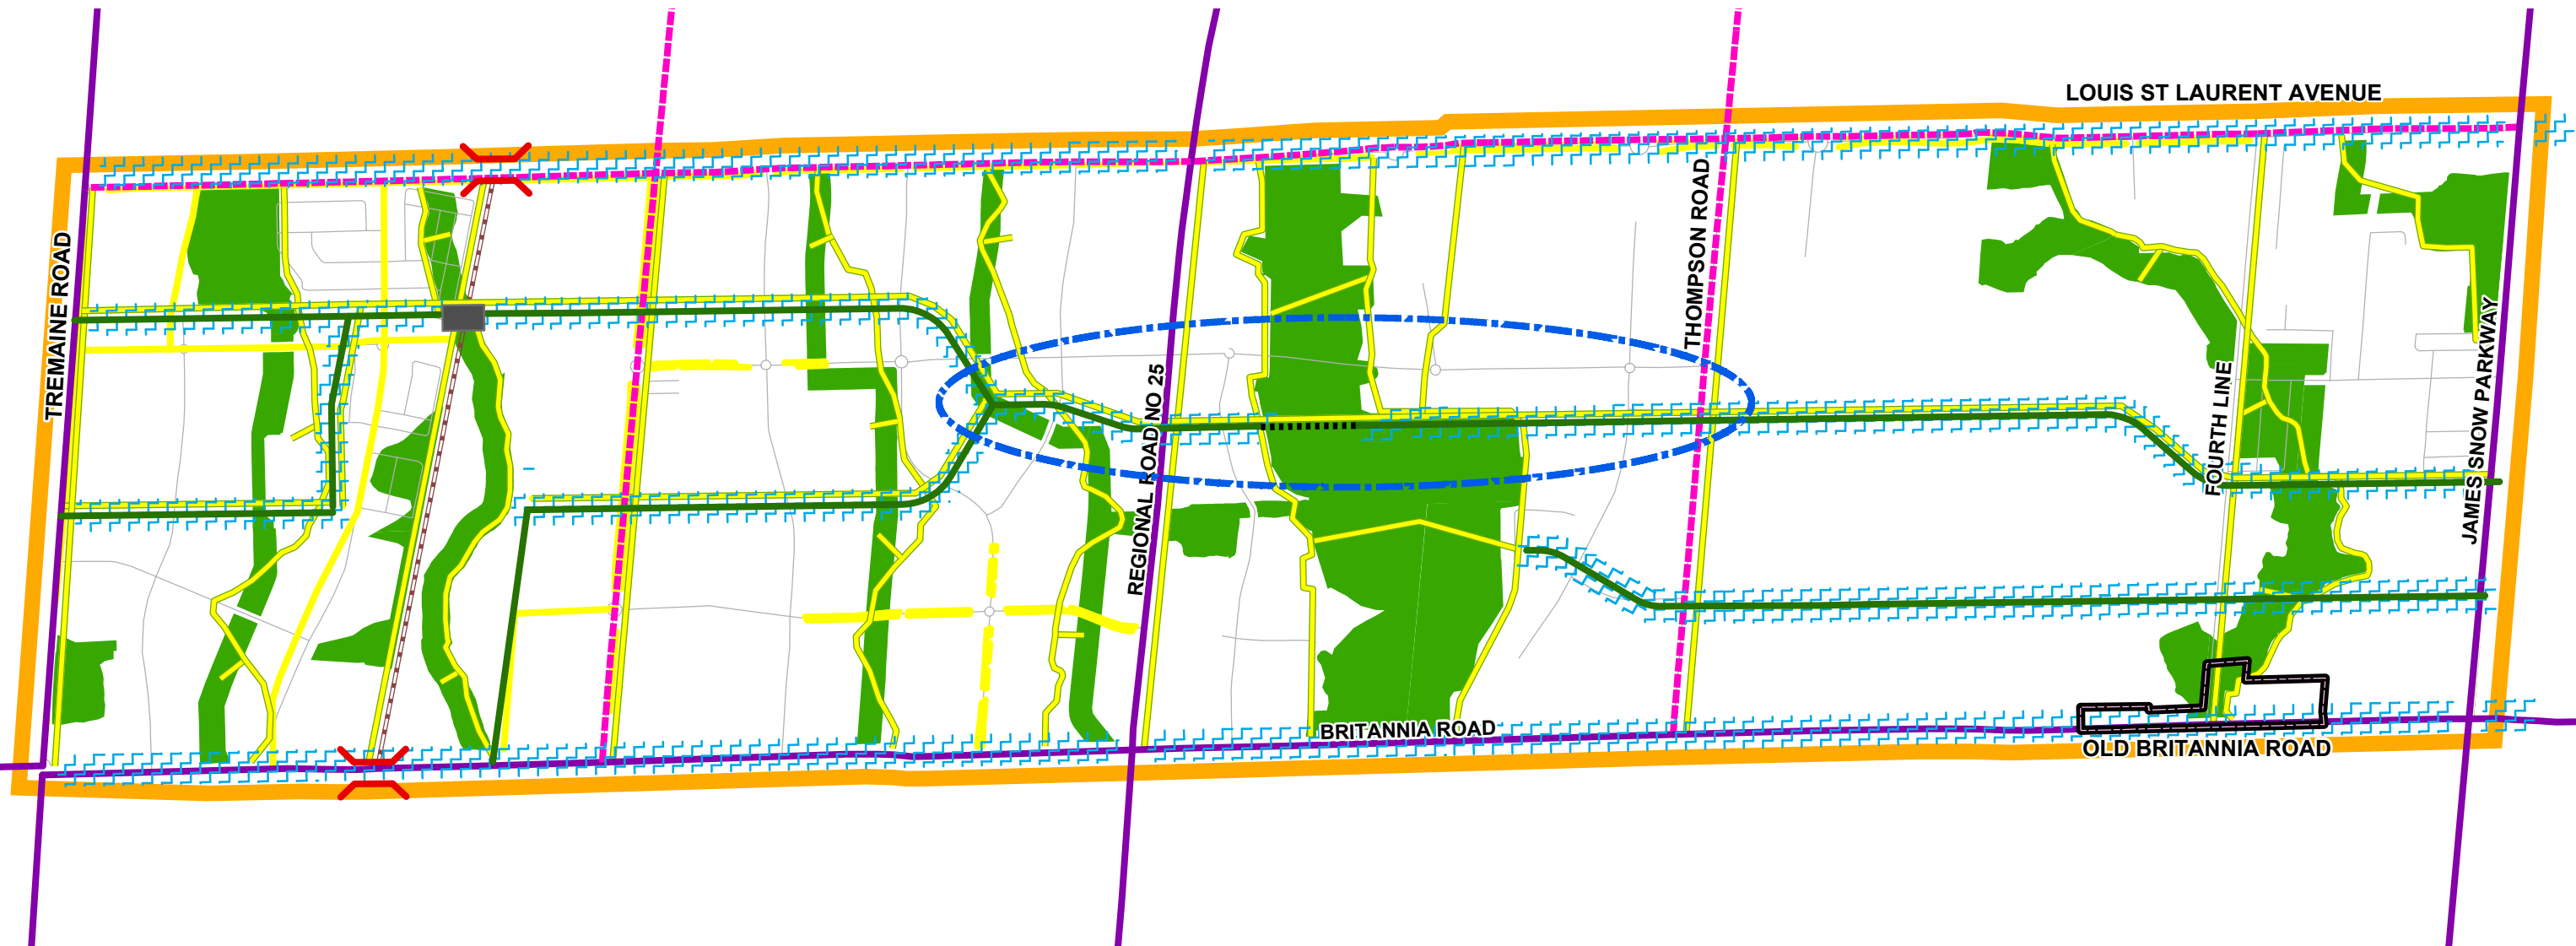 LOUIS ST LAURENT AVENUE
TREMAINE ROAD
REGIONAL ROAD NO 25
THOMPSON ROAD
FOURTH LINE
JAMES SNOW PARKWAY
BRITANNIA ROAD
OLD BRITANNIA ROAD